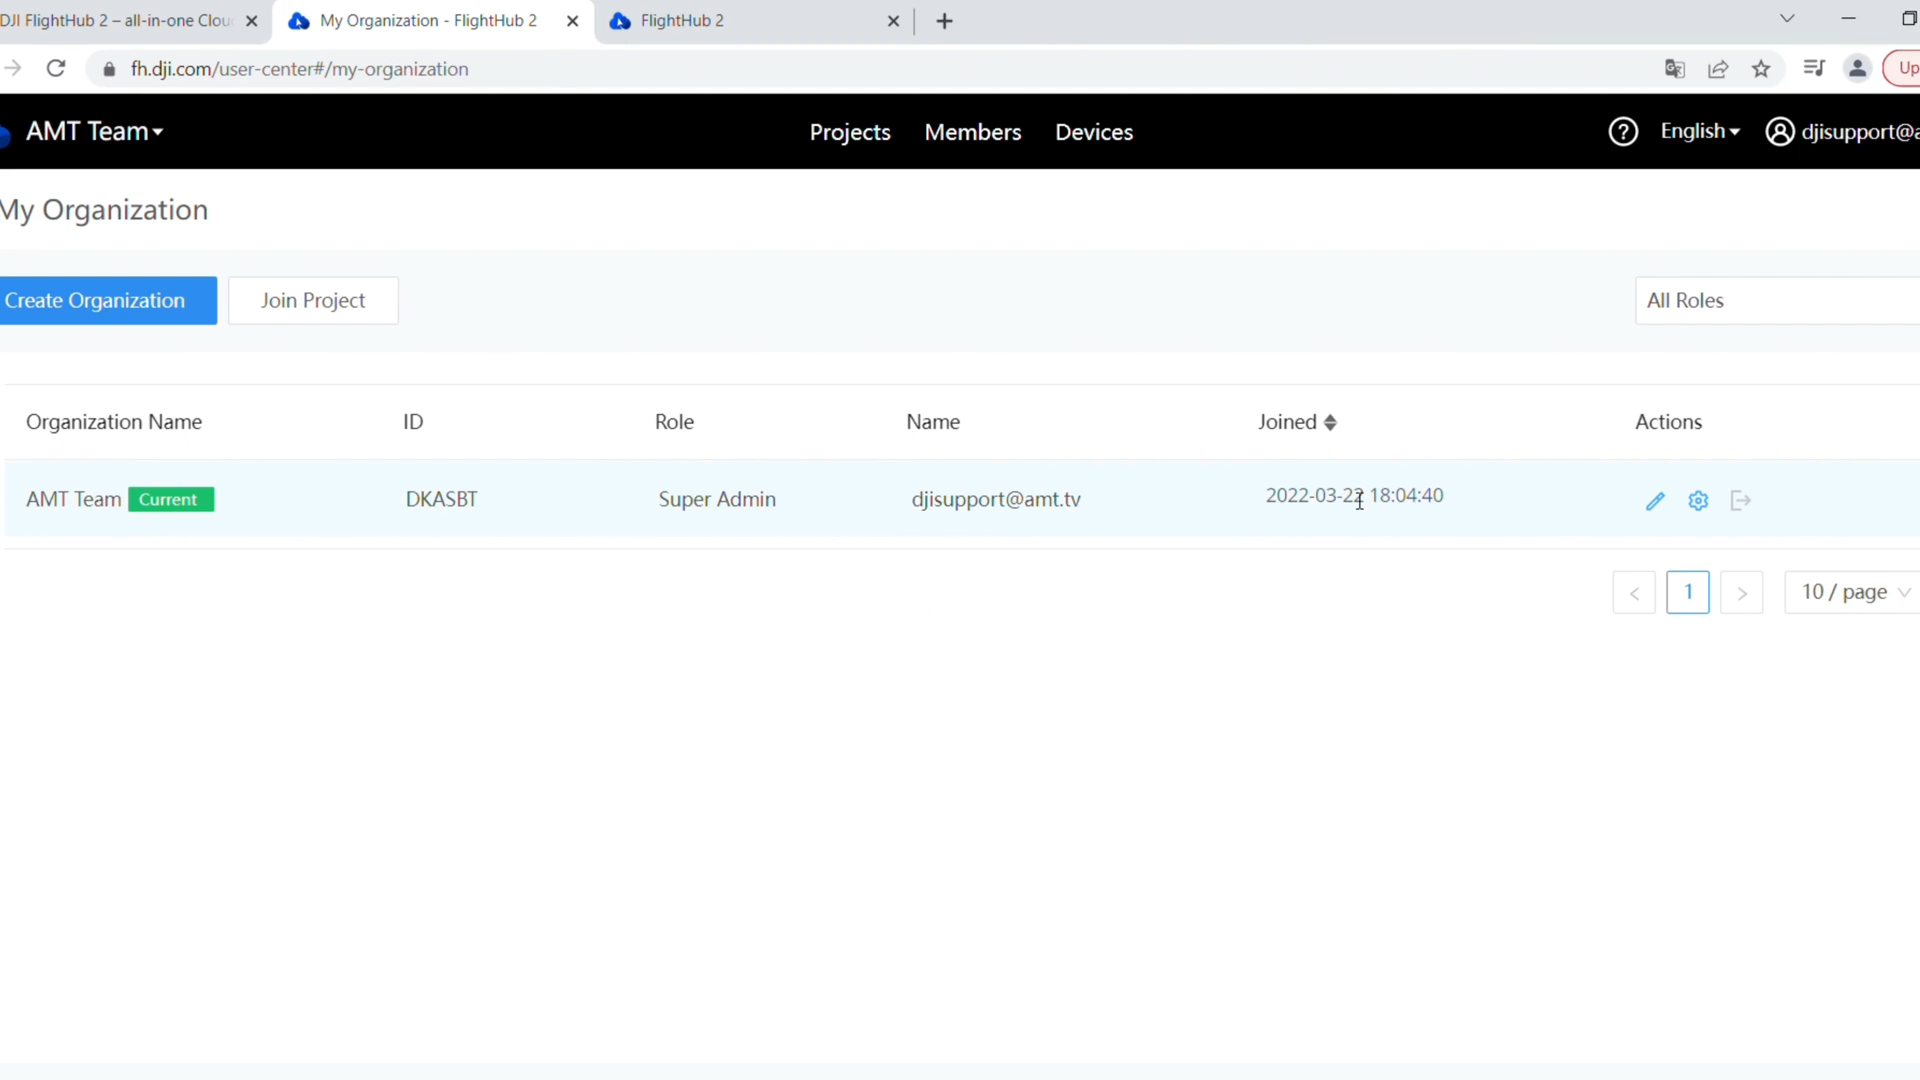 DJI FlightHub 2 – all-in-one Clou My Organization - FlightHub 2 FlightHub 2
fh.dji.com/user-center#/my-organization Up
AMT Team Projects Members Devices English djisupport@a
My Organization
Create Organization Join Project All Roles
Organization Name ID Role Name Joined Actions
AMT Team Current DKASBT Super Admin djisupport@amt.tv 2022-03-22 18:04:40
< 1 > 10 / page